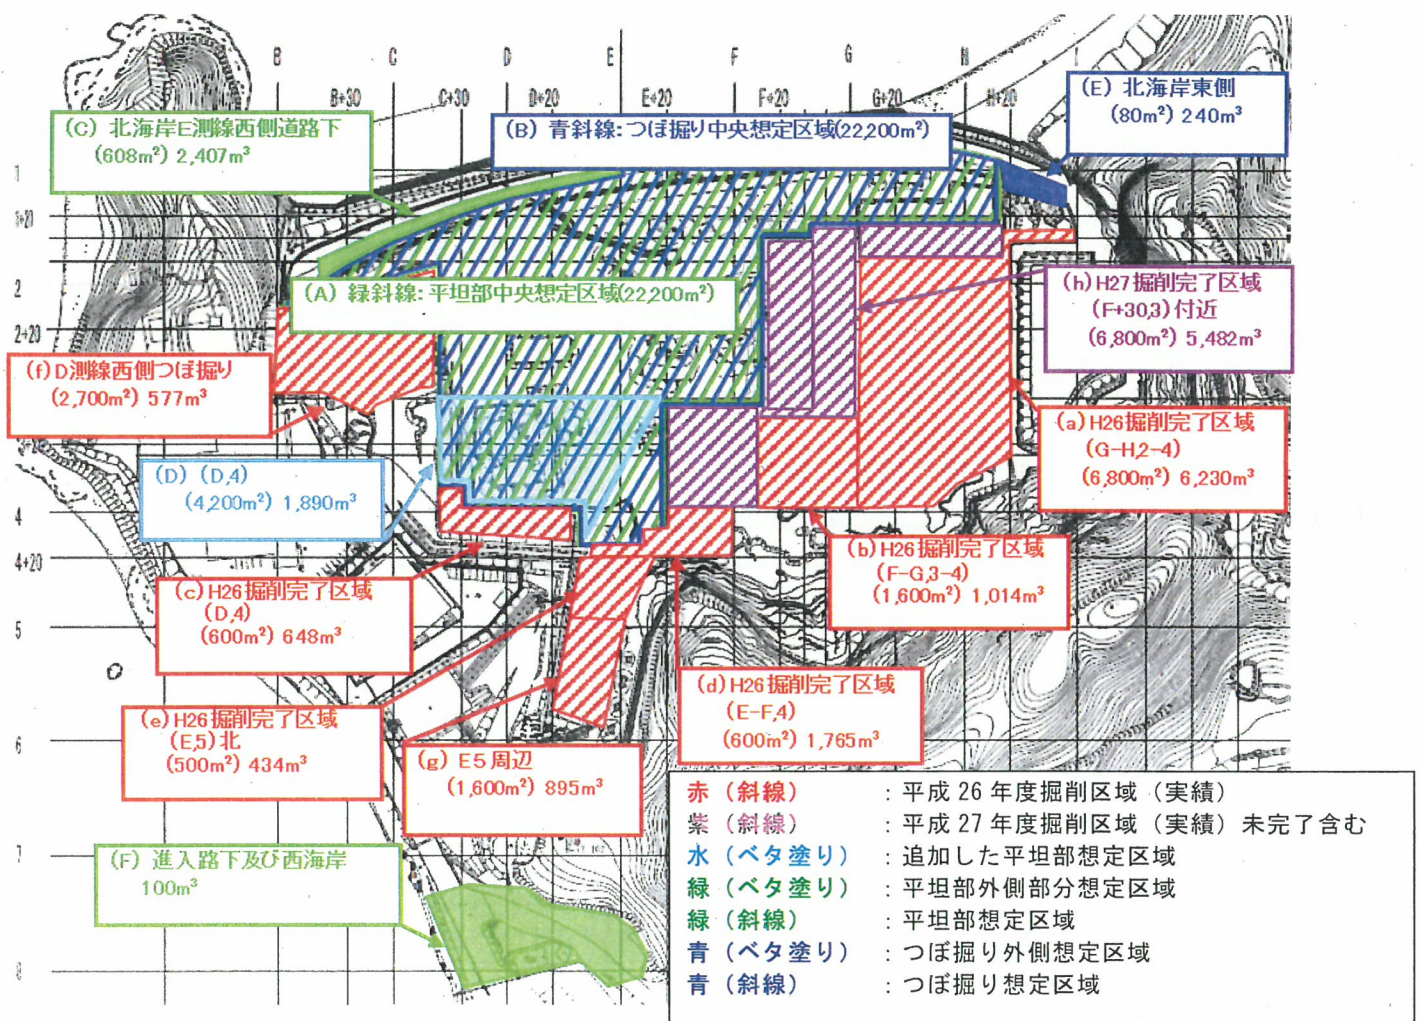 B C D E F G H I
B+30 C+30 D+20 E+20 F+20 G+20 H+20
(C) 北海岸E測線西側道路下
(608m²) 2,407m³
(B) 青斜線:つぼ掘り中央想定区域(22,200m²)
(E) 北海岸東側
(80m²) 240m³
1
1+20
2
2+20
4
4+20
5
6
7
8
(A) 緑斜線:平坦部中央想定区域(22,200m²)
(h)H27掘削完了区域
(F+30,3)付近
(6,800m²) 5,482m³
(f)D測線西側つぼ掘り
(2,700m²) 577m³
(a)H26掘削完了区域
(G-H,2-4)
(6,800m²) 6,230m³
(D) (D,4)
(4,200m²) 1,890m³
(b)H26掘削完了区域
(F-G,3-4)
(1,600m²) 1,014m³
(c)H26掘削完了区域
(D,4)
(600m²) 648m³
(d)H26掘削完了区域
(E-F,4)
(600m²) 1,765m³
(e)H26掘削完了区域
(E,5)北
(500m²) 434m³
(g) E5周辺
(1,600m²) 895m³
(F) 進入路下及び西海岸
100m³
赤(斜線) :平成26年度掘削区域(実績)
紫(斜線) :平成27年度掘削区域(実績)未完了含む
水(ベタ塗り) :追加した平坦部想定区域
緑(ベタ塗り) :平坦部外側部分想定区域
緑(斜線) :平坦部想定区域
青(ベタ塗り) :つぼ掘り外側想定区域
青(斜線) :つぼ掘り想定区域